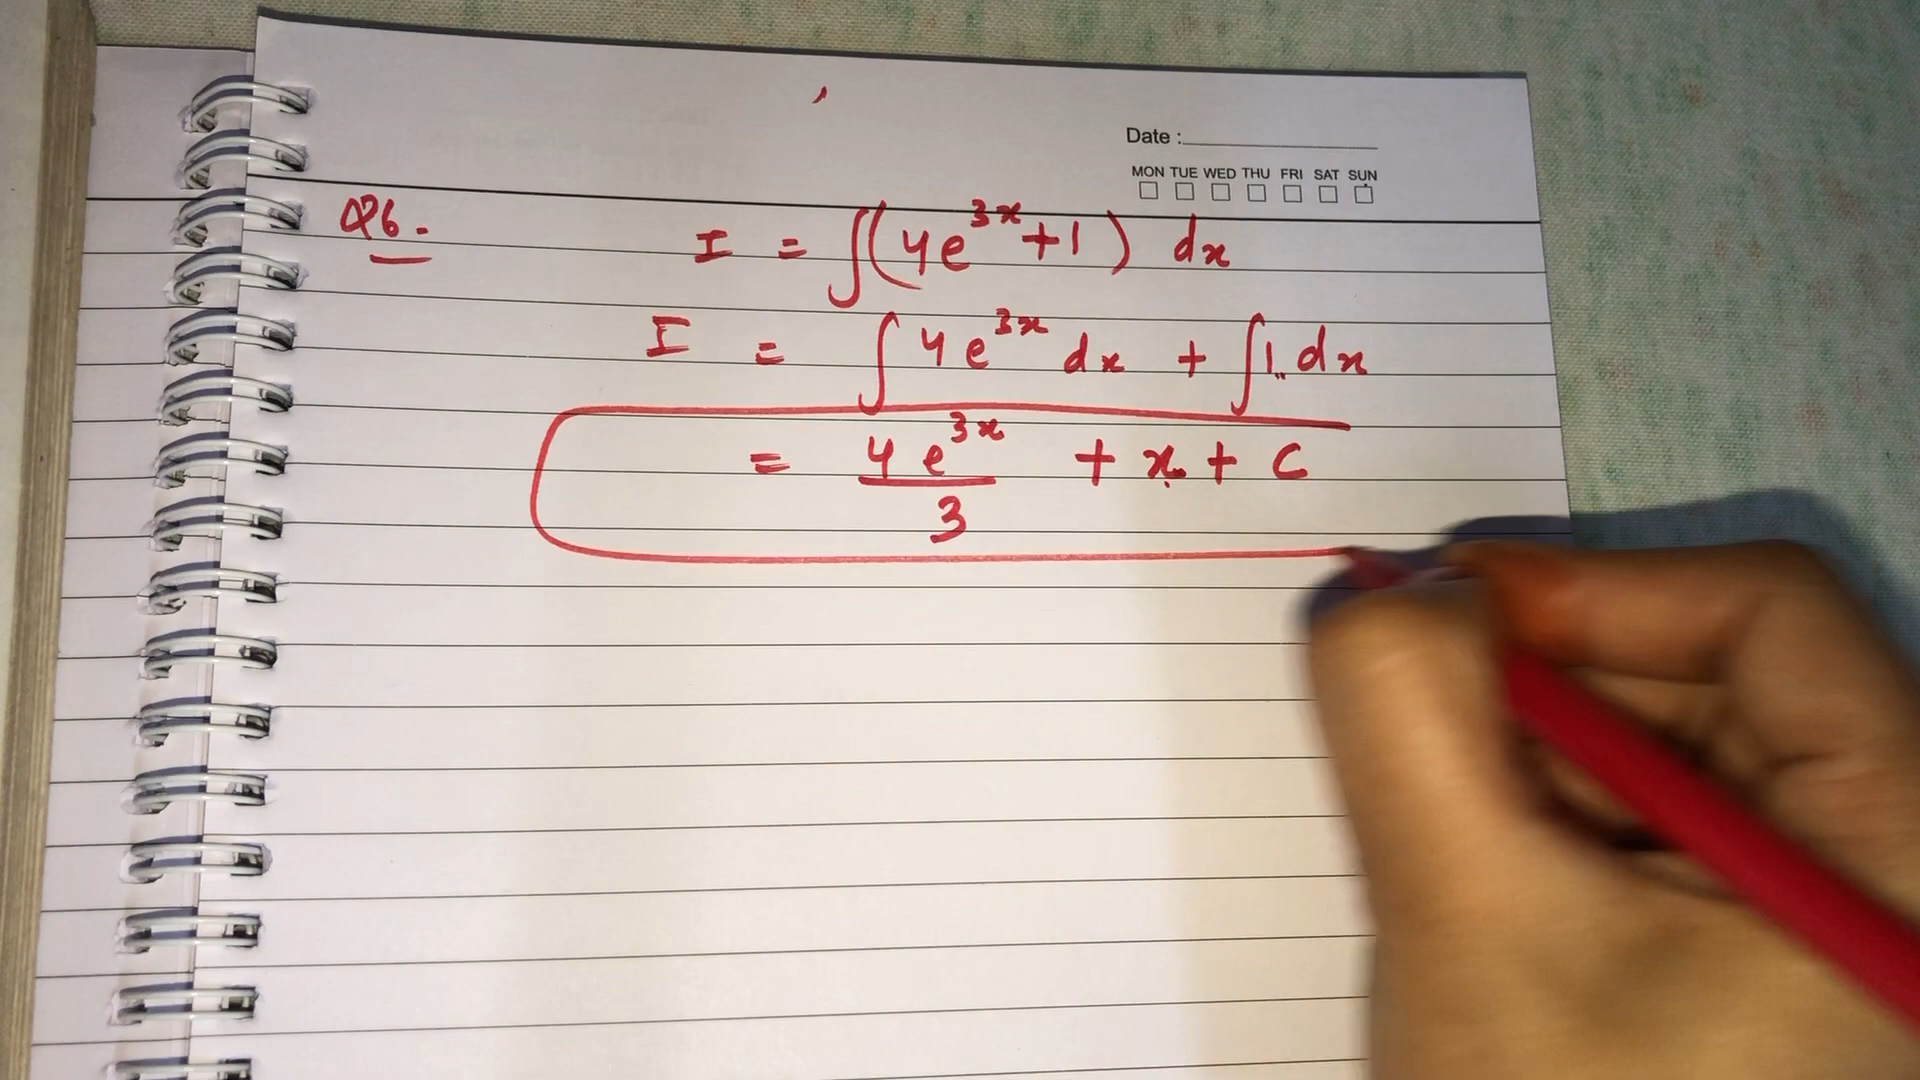 Date :
MON TUE WED THU FRI SAT SUN
Q6. I = ∫(4e^3x + 1) dx
I = ∫ 4e^3x dx + ∫1.dx
= 4e^3x/3 + x + C